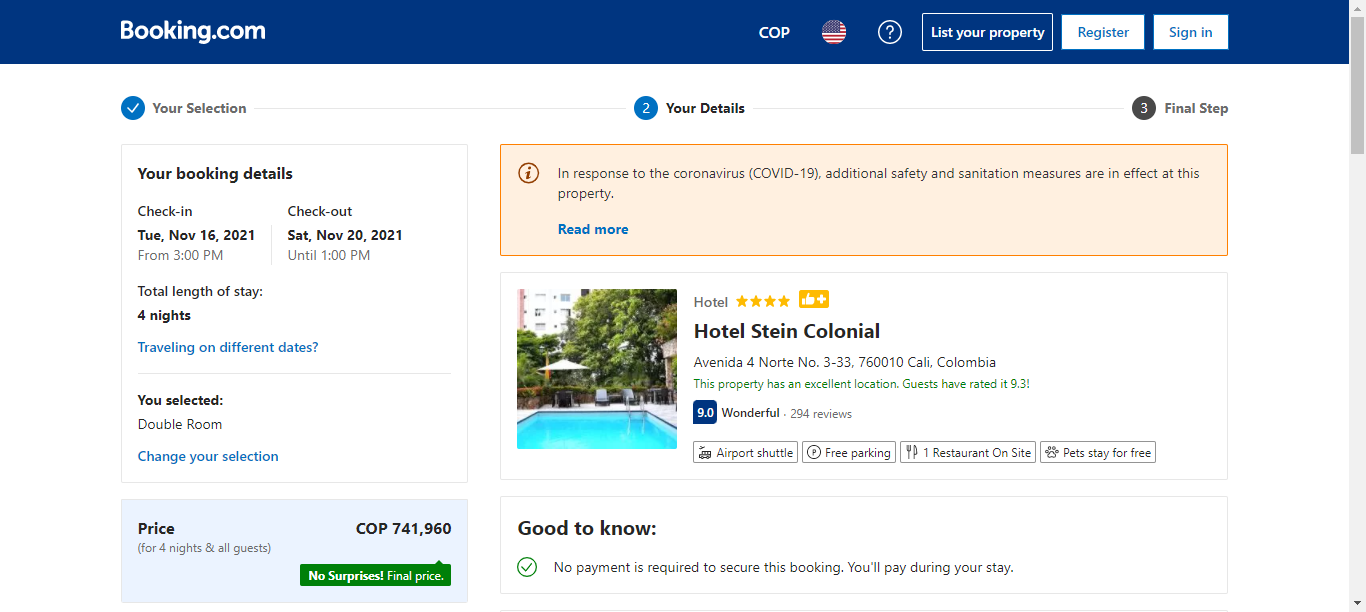 Booking.com
COP
List your property
Register
Sign in
Your Selection
2 Your Details
3 Final Step
Your booking details
Check-in
Tue, Nov 16, 2021
From 3:00 PM
Check-out
Sat, Nov 20, 2021
Until 1:00 PM
Total length of stay:
4 nights
Traveling on different dates?
You selected:
Double Room
Change your selection
Price
COP 741,960
(for 4 nights & all guests)
No Surprises! Final price.
In response to the coronavirus (COVID-19), additional safety and sanitation measures are in effect at this
property.
Read more
Hotel
Hotel Stein Colonial
Avenida 4 Norte No. 3-33, 760010 Cali, Colombia
This property has an excellent location. Guests have rated it 9.3!
9.0 Wonderful · 294 reviews
Airport shuttle
P Free parking
1 Restaurant On Site
Pets stay for free
Good to know:
No payment is required to secure this booking. You'll pay during your stay.